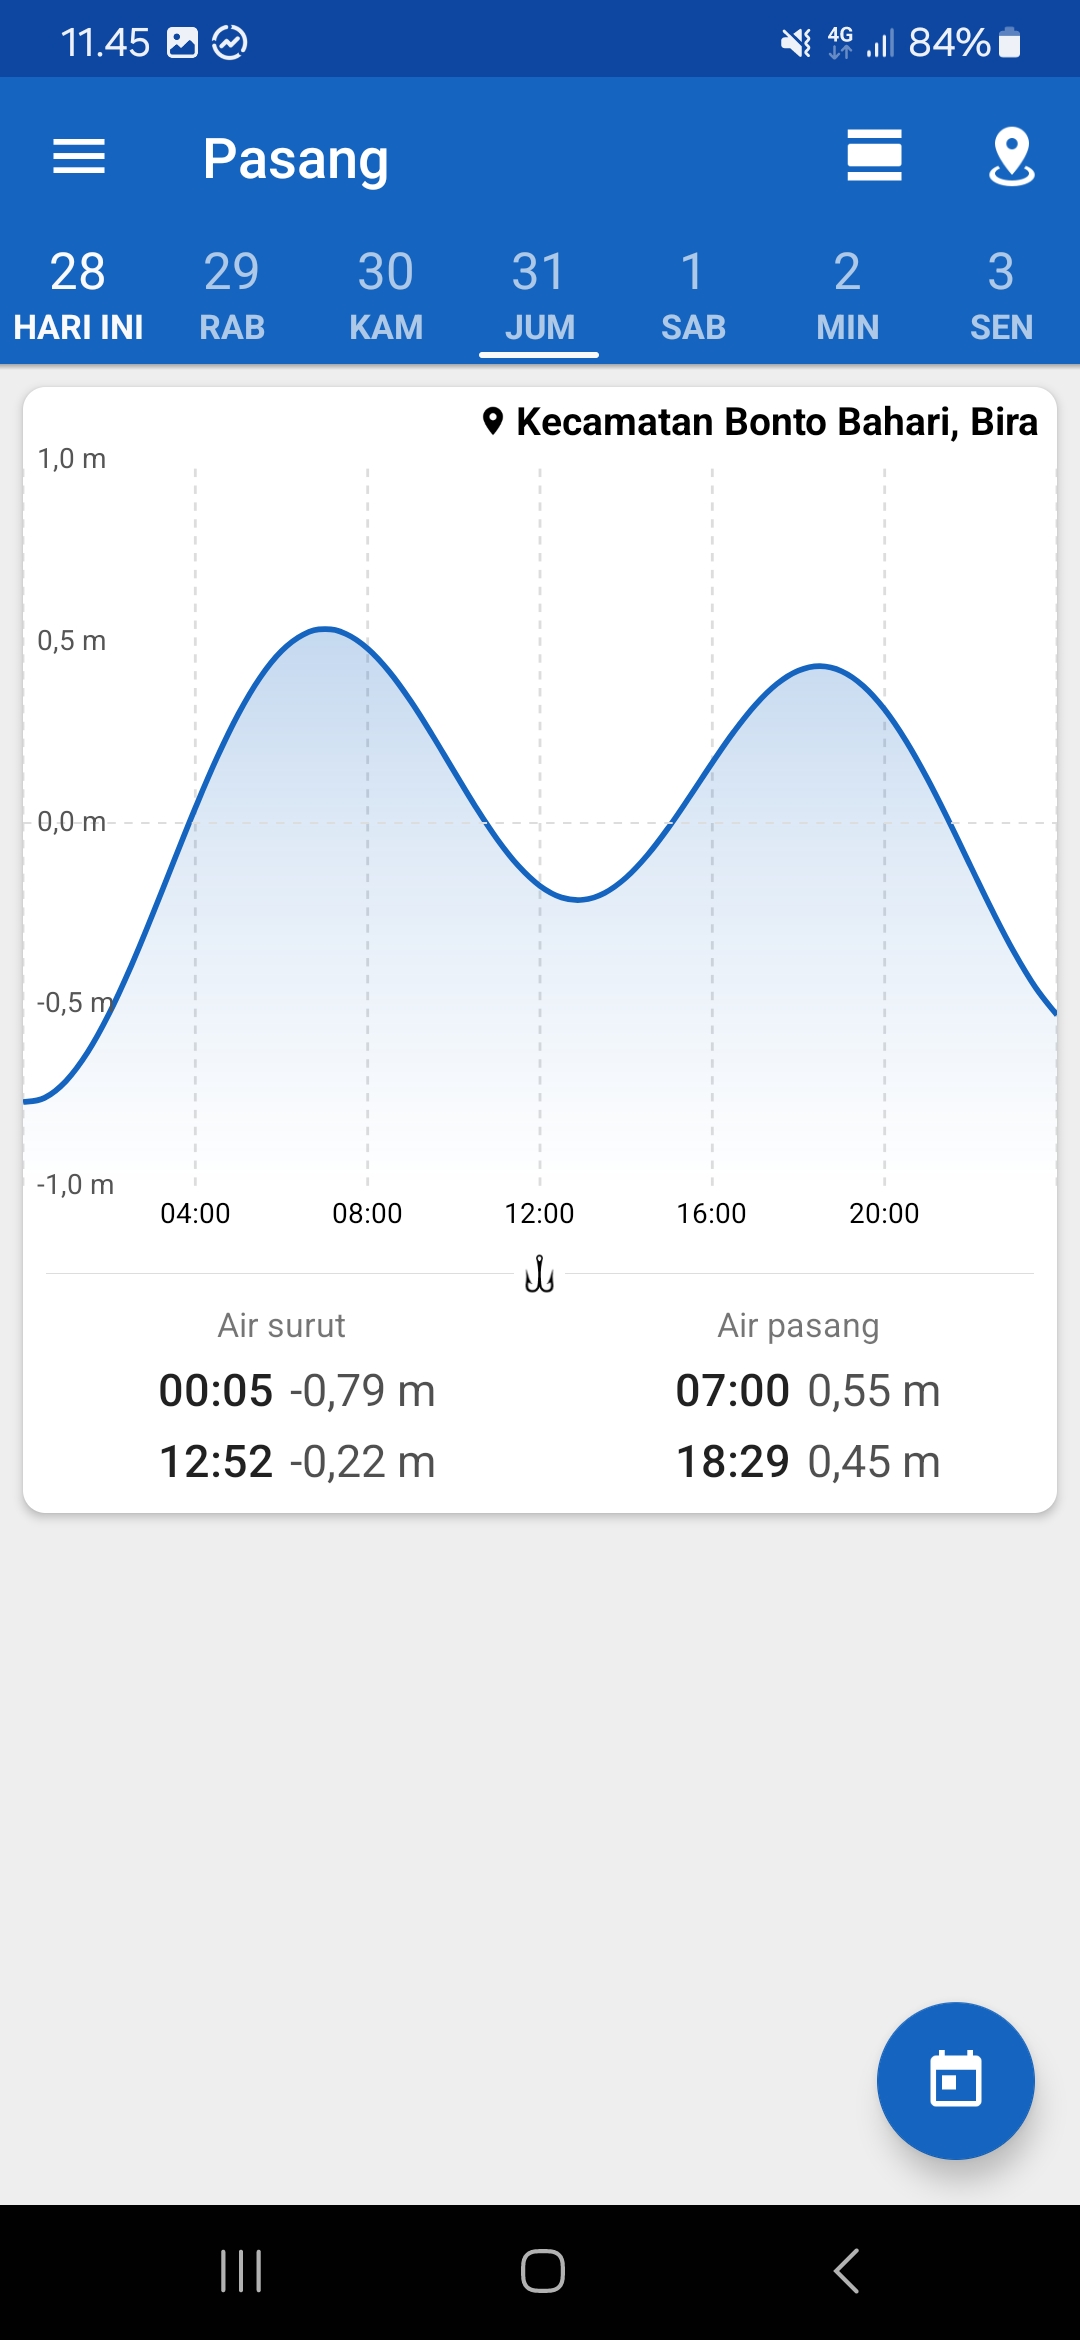 11.45 4G 84%
Pasang
28 29 30 31 1 2 3
HARI INI RAB KAM JUM SAB MIN SEN
Kecamatan Bonto Bahari, Bira
1,0 m
0,5 m
0,0 m
-0,5 m
-1,0 m
04:00 08:00 12:00 16:00 20:00
Air surut Air pasang
00:05 -0,79 m 07:00 0,55 m
12:52 -0,22 m 18:29 0,45 m